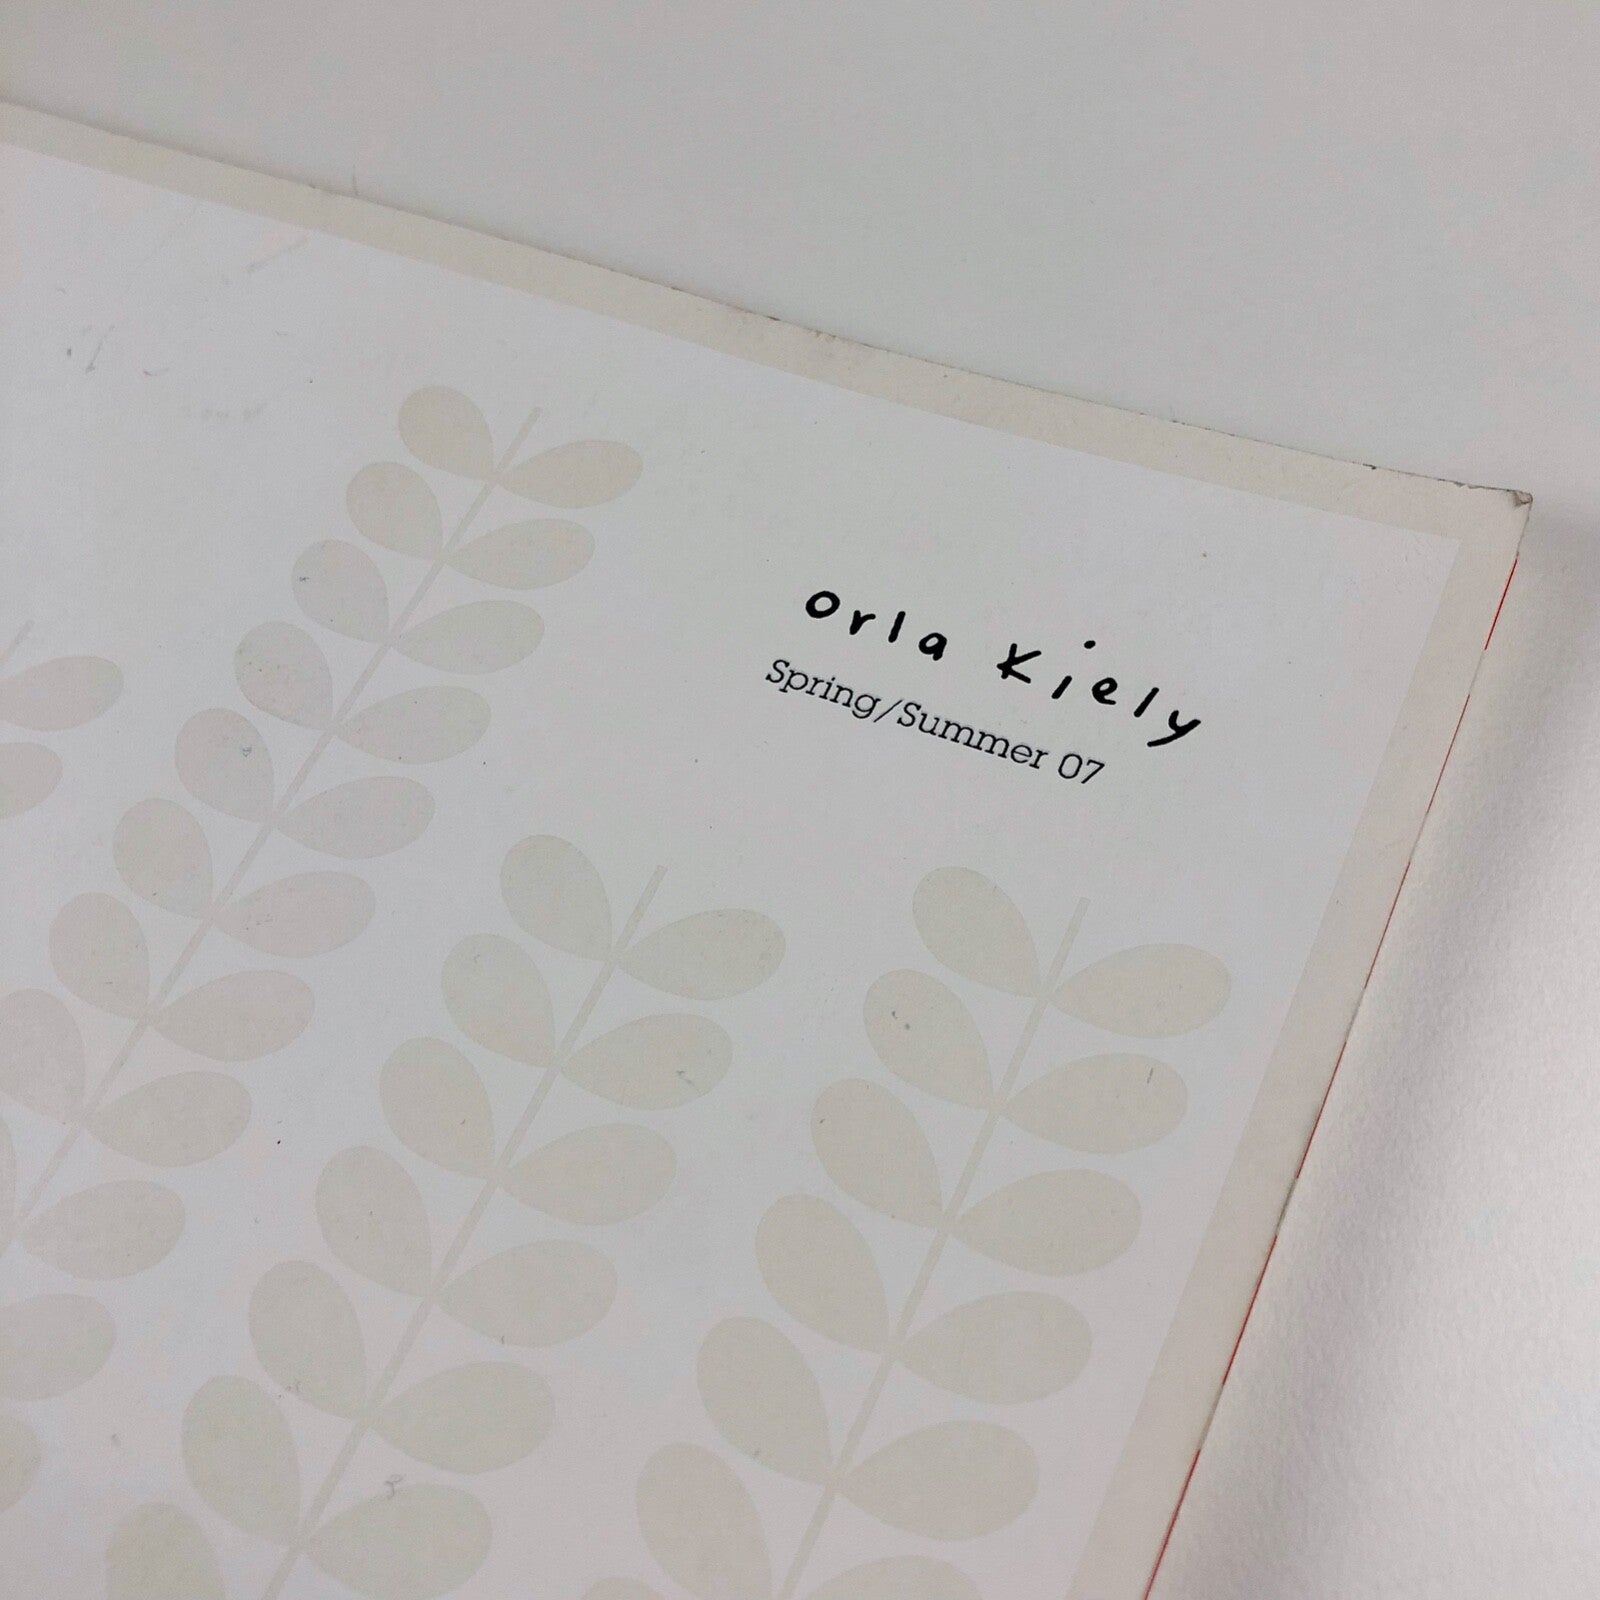 orla kiely
Spring/Summer 07